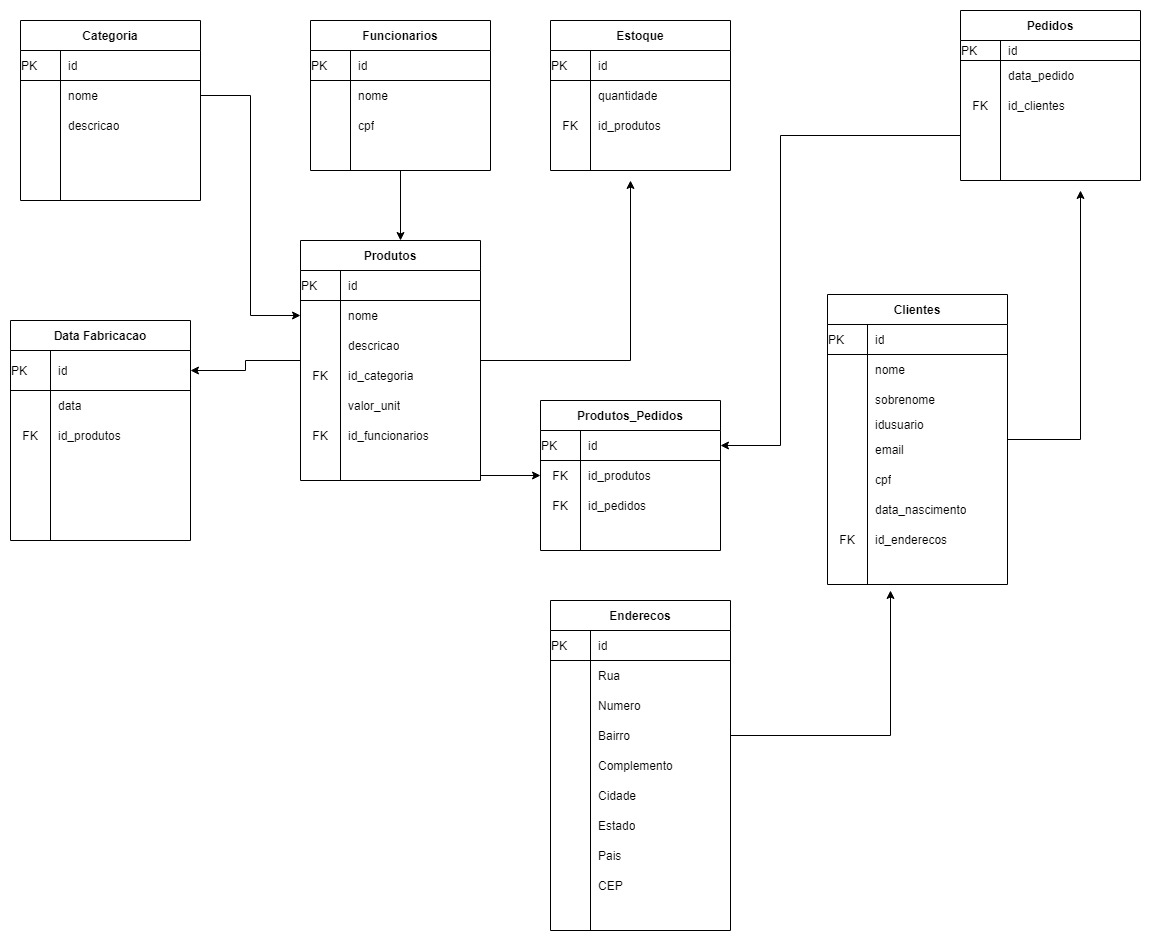 Categoria
PK id
nome
descricao
Funcionarios
PK id
nome
cpf
Estoque
PK id
quantidade
FK id_produtos
Pedidos
PK id
data_pedido
FK id_clientes
Produtos
PK id
nome
descricao
FK id_categoria
valor_unit
FK id_funcionarios
Data Fabricacao
PK id
data
FK id_produtos
Produtos_Pedidos
PK id
FK id_produtos
FK id_pedidos
Clientes
PK id
nome
sobrenome
idusuario
email
cpf
data_nascimento
FK id_enderecos
Enderecos
PK id
Rua
Numero
Bairro
Complemento
Cidade
Estado
Pais
CEP